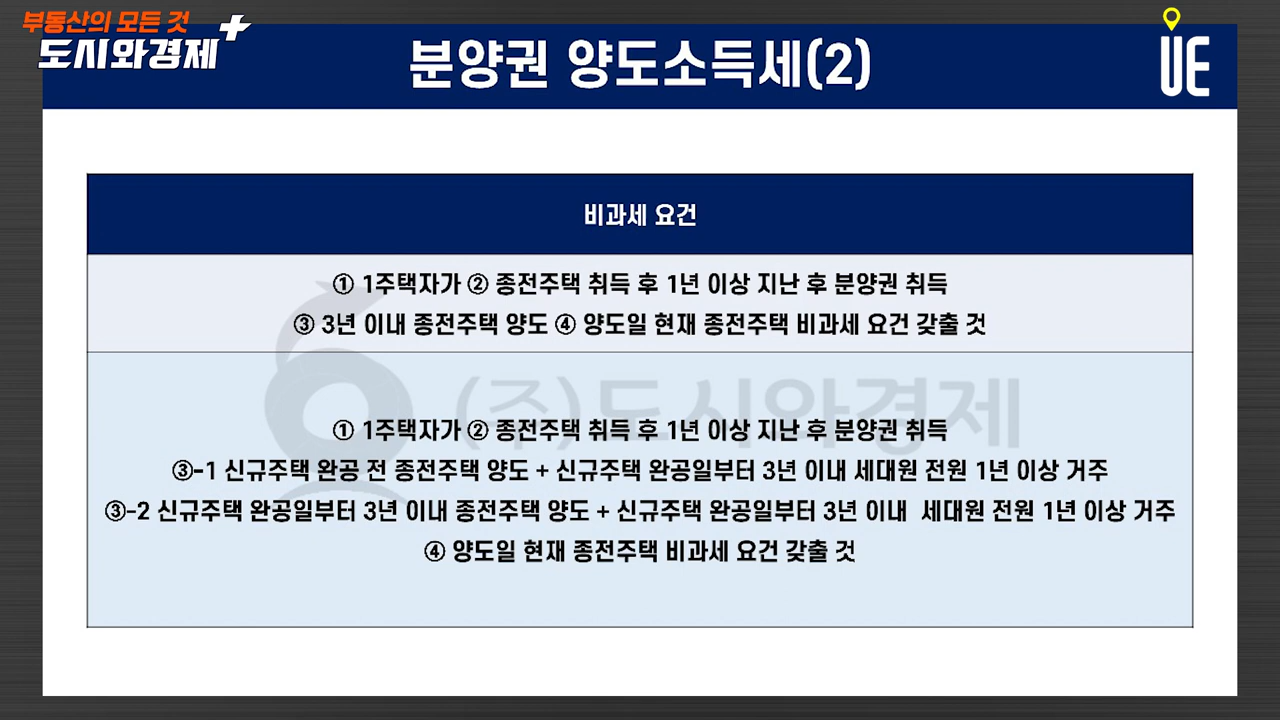 부동산의 모든 것
도시와경제+
분양권 양도소득세(2)
UE
비과세 요건
① 1주택자가 ② 종전주택 취득 후 1년 이상 지난 후 분양권 취득
③ 3년 이내 종전주택 양도 ④ 양도일 현재 종전주택 비과세 요건 갖출 것
(주)도시와경제
① 1주택자가 ② 종전주택 취득 후 1년 이상 지난 후 분양권 취득
③-1 신규주택 완공 전 종전주택 양도 + 신규주택 완공일부터 3년 이내 세대원 전원 1년 이상 거주
③-2 신규주택 완공일부터 3년 이내 종전주택 양도 + 신규주택 완공일부터 3년 이내 세대원 전원 1년 이상 거주
④ 양도일 현재 종전주택 비과세 요건 갖출 것